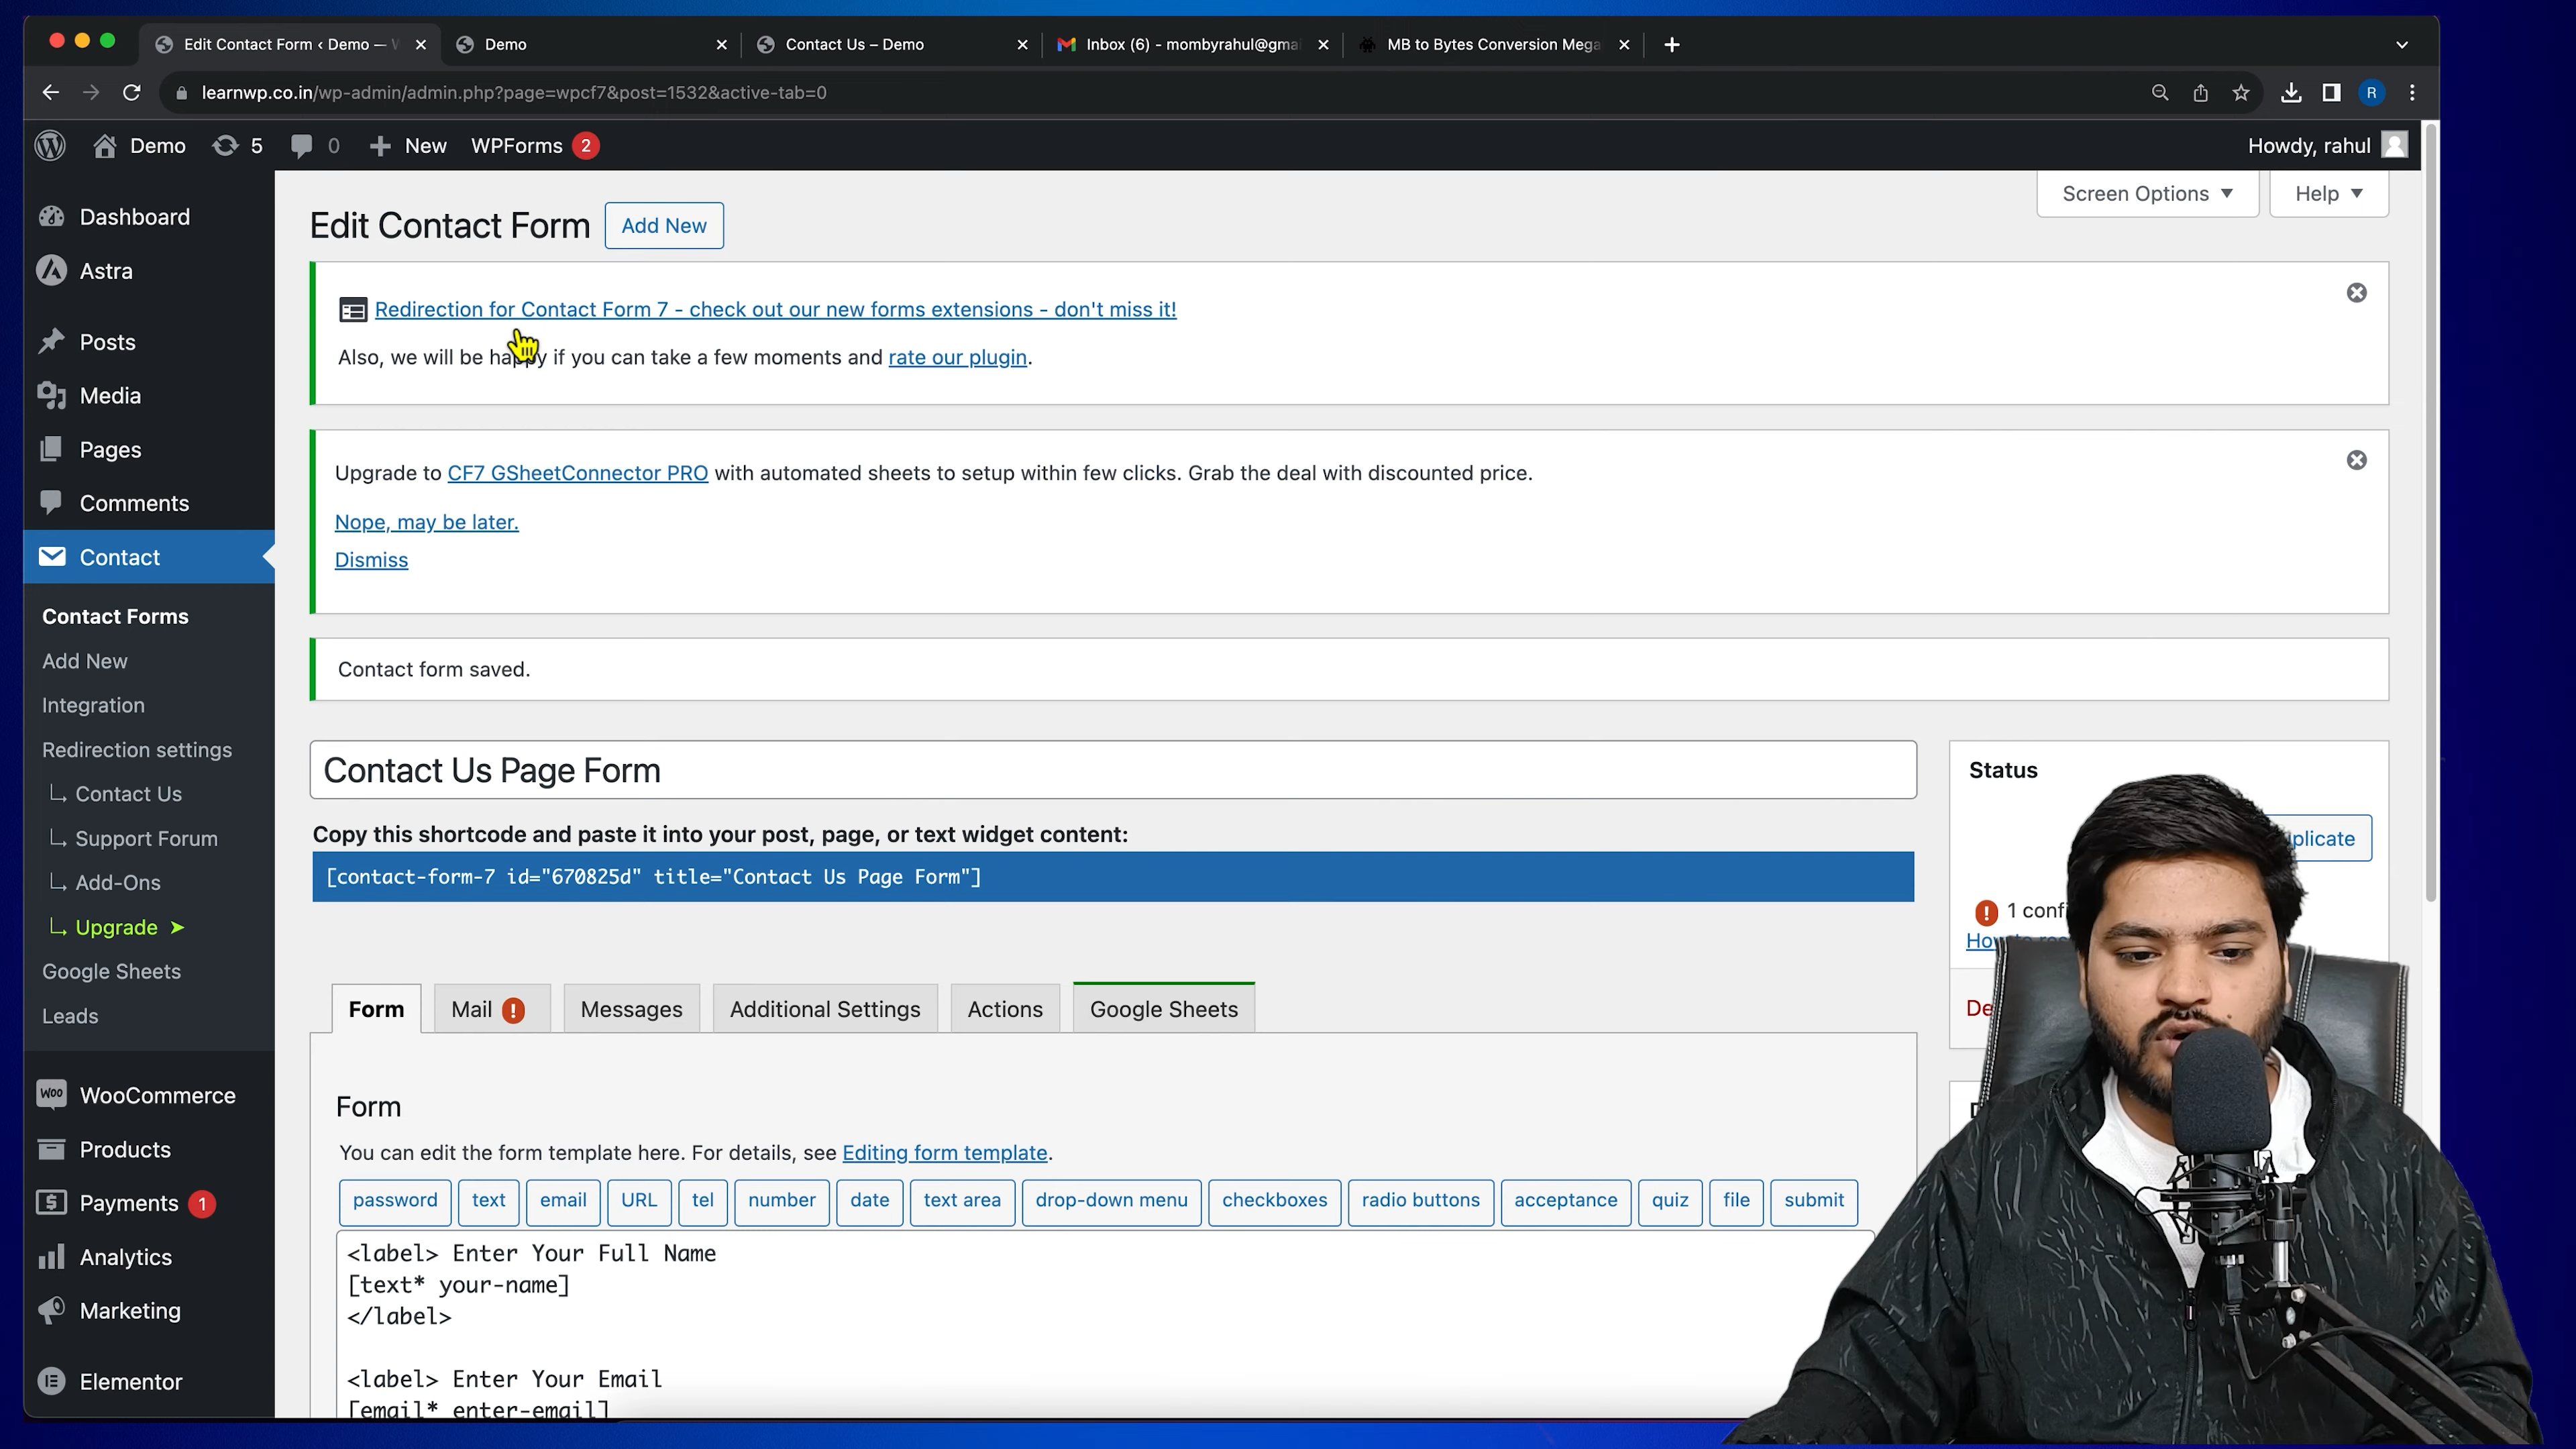 Edit Contact Form ‹ Demo — W
Demo
Contact Us – Demo
Inbox (6) - mombyrahul@gma
MB to Bytes Conversion Mega
learnwp.co.in/wp-admin/admin.php?page=wpcf7&post=1532&active-tab=0
R
Demo
5
0
New
WPForms 2
Howdy, rahul
Dashboard
Astra
Posts
Media
Pages
Comments
Contact
Contact Forms
Add New
Integration
Redirection settings
Contact Us
Support Forum
Add-Ons
Upgrade ➤
Google Sheets
Leads
WooCommerce
Products
Payments 1
Analytics
Marketing
Elementor
Screen Options ▼
Help ▼
Edit Contact Form
Add New
Redirection for Contact Form 7 - check out our new forms extensions - don't miss it!
Also, we will be happy if you can take a few moments and rate our plugin.
Upgrade to CF7 GSheetConnector PRO with automated sheets to setup within few clicks. Grab the deal with discounted price.
Nope, may be later.
Dismiss
Contact form saved.
Contact Us Page Form
Copy this shortcode and paste it into your post, page, or text widget content:
[contact-form-7 id="670825d" title="Contact Us Page Form"]
Status
plicate
1 confi
Form
Mail
Messages
Additional Settings
Actions
Google Sheets
Form
You can edit the form template here. For details, see Editing form template.
password
text
email
URL
tel
number
date
text area
drop-down menu
checkboxes
radio buttons
acceptance
quiz
file
submit
<label> Enter Your Full Name
[text* your-name]
</label>
<label> Enter Your Email
[email* enter-email]